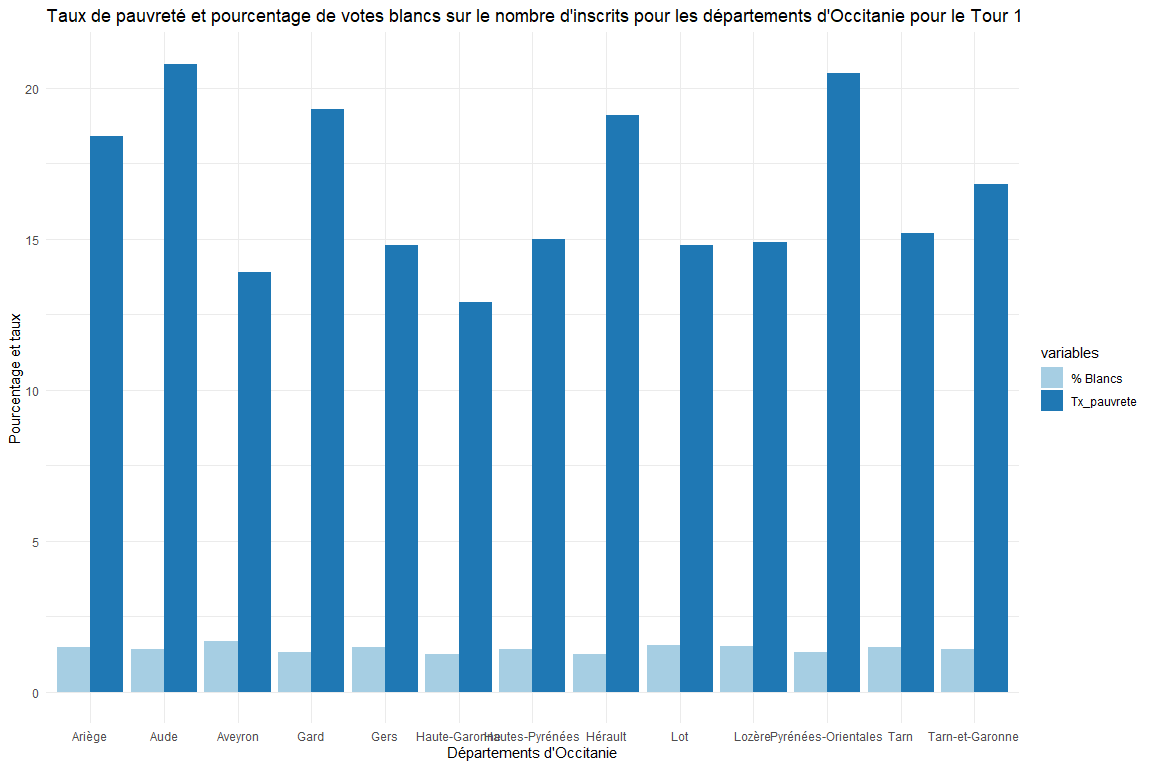 Taux de pauvreté et pourcentage de votes blancs sur le nombre d'inscrits pour les départements d'Occitanie pour le Tour 1
Pourcentage et taux
20
15
10
5
0
Ariège
Aude
Aveyron
Gard
Gers
Haute-Garonne
Hautes-Pyrénées
Hérault
Lot
Lozère
Pyrénées-Orientales
Tarn
Tarn-et-Garonne
Départements d'Occitanie
variables
% Blancs
Tx_pauvrete